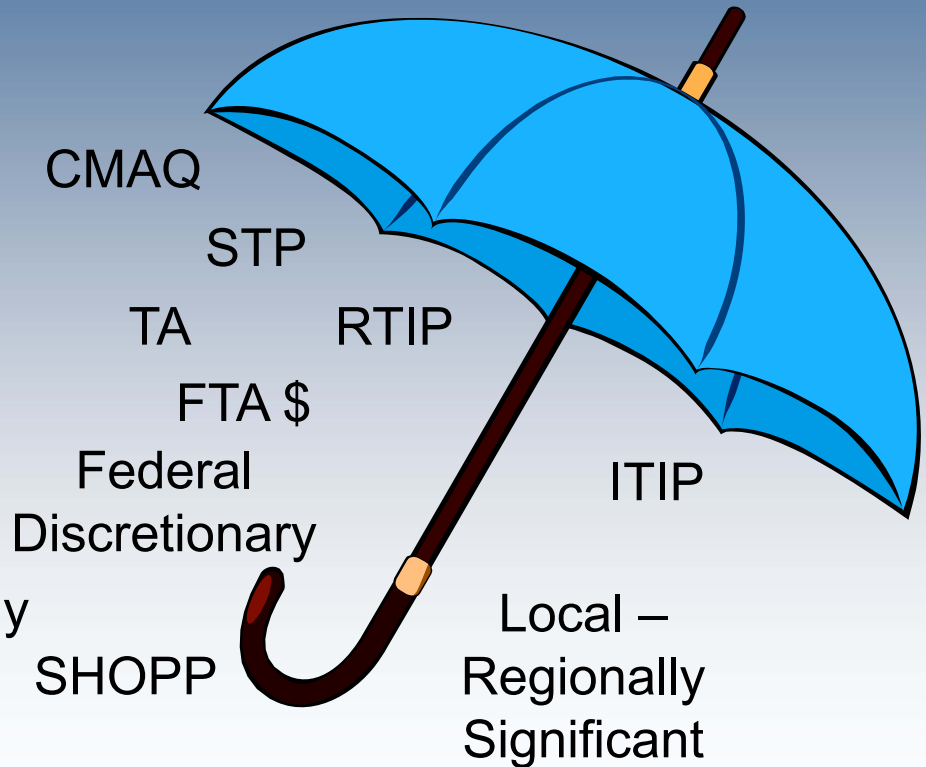 CMAQ
STP
TA
RTIP
FTA $
Federal
Discretionary
ITIP
y
SHOPP
Local –
Regionally
Significant